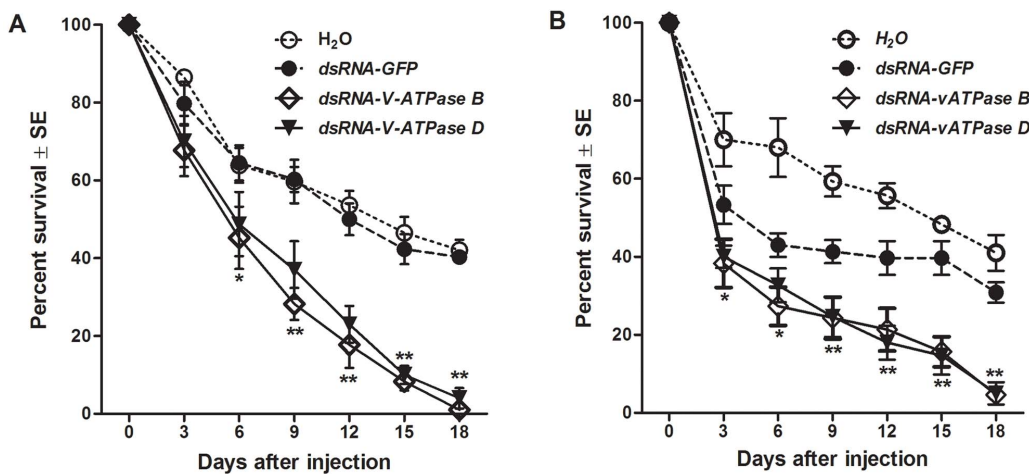 A
Percent survival ± SE
100
80
60
40
20
0
H₂O
dsRNA-GFP
dsRNA-V-ATPase B
dsRNA-V-ATPase D
*
**
**
**
**
0 3 6 9 12 15 18
Days after injection
B
Percent survival ± SE
100
80
60
40
20
0
H₂O
dsRNA-GFP
dsRNA-vATPase B
dsRNA-vATPase D
*
*
**
**
**
**
0 3 6 9 12 15 18
Days after injection